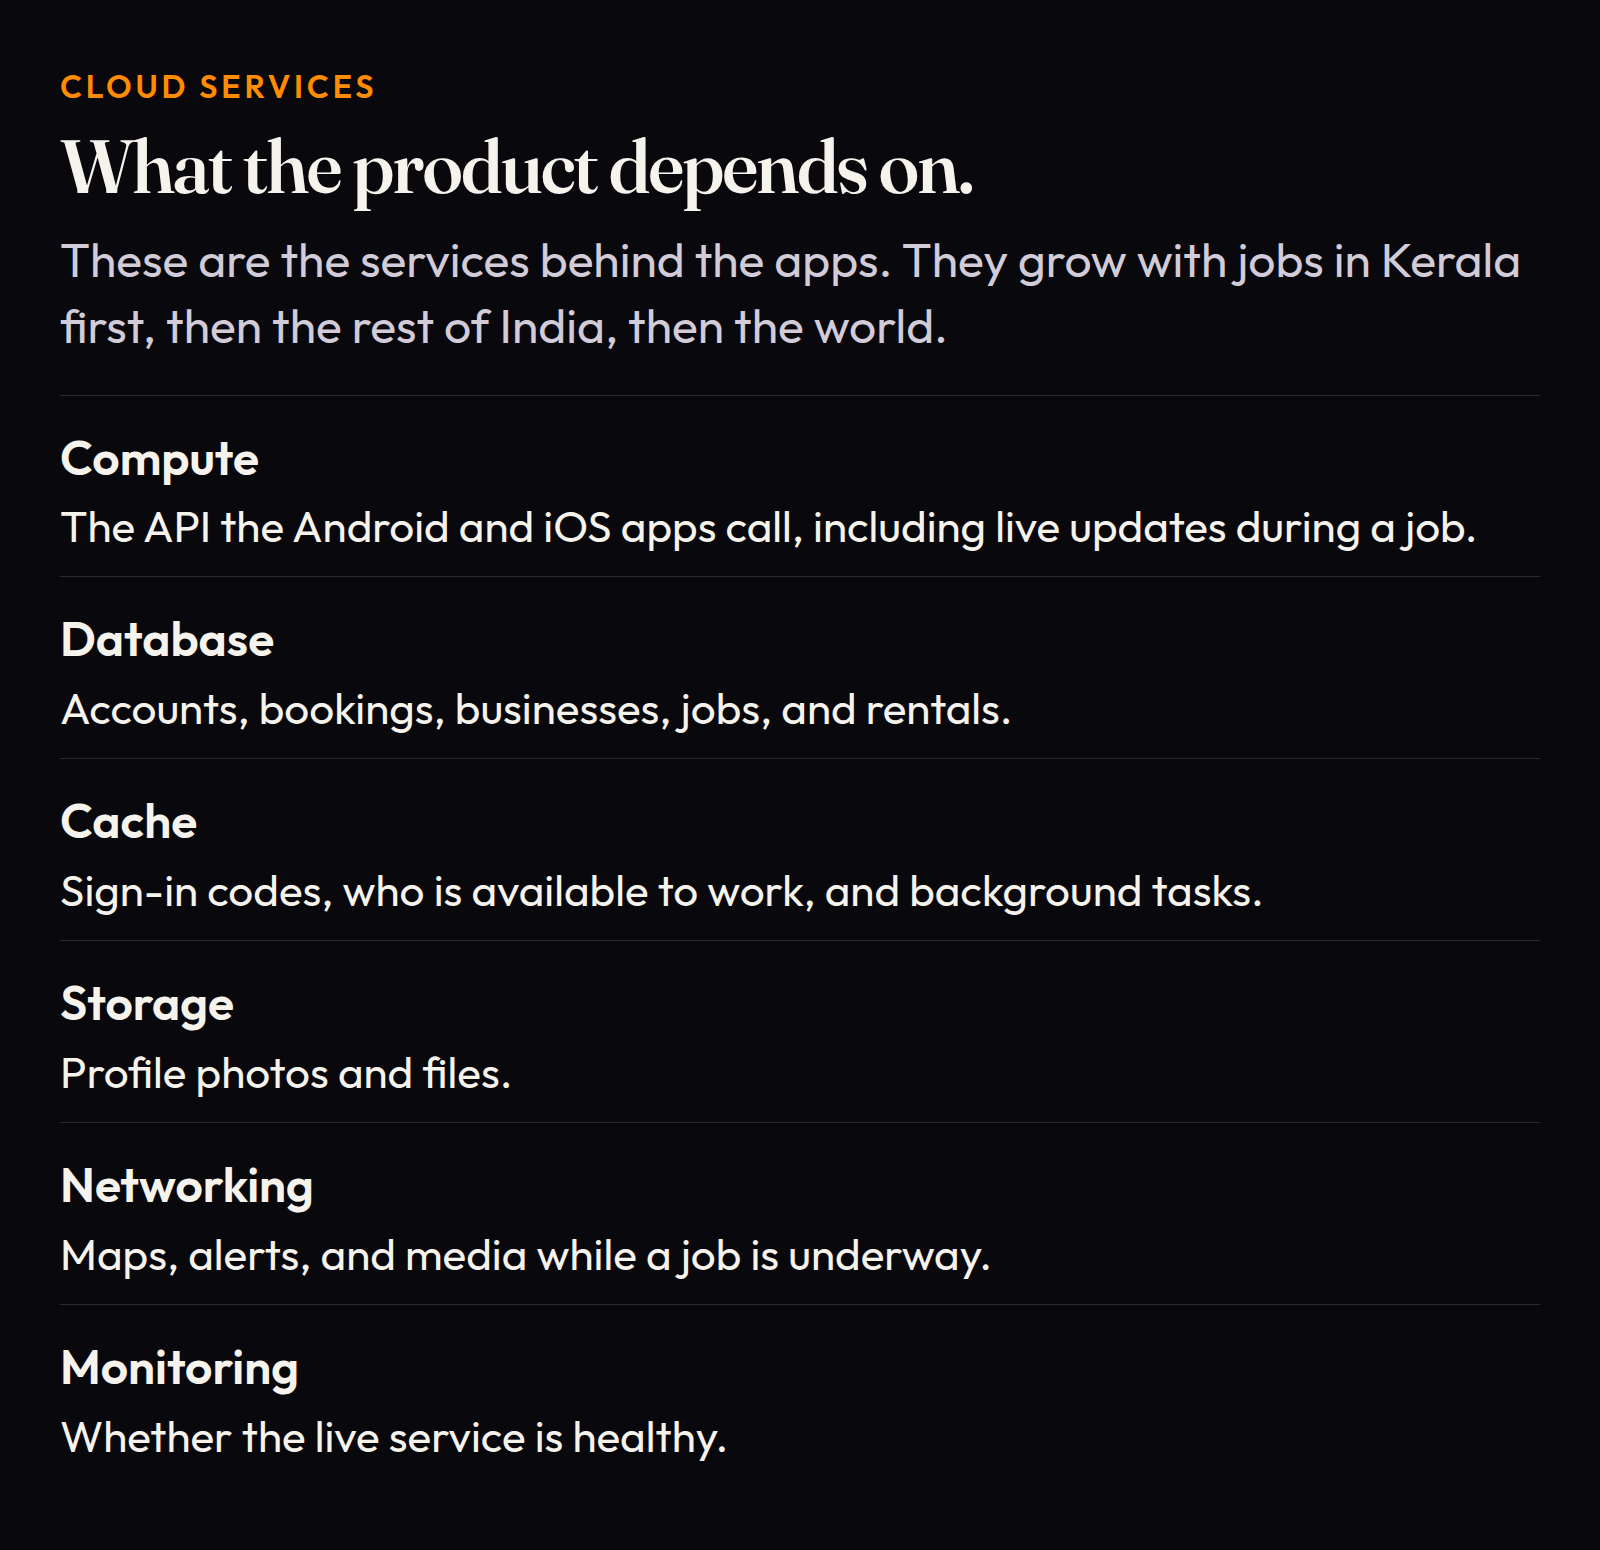 CLOUD SERVICES
What the product depends on.
These are the services behind the apps. They grow with jobs in Kerala
first, then the rest of India, then the world.
Compute
The API the Android and iOS apps call, including live updates during a job.
Database
Accounts, bookings, businesses, jobs, and rentals.
Cache
Sign-in codes, who is available to work, and background tasks.
Storage
Profile photos and files.
Networking
Maps, alerts, and media while a job is underway.
Monitoring
Whether the live service is healthy.